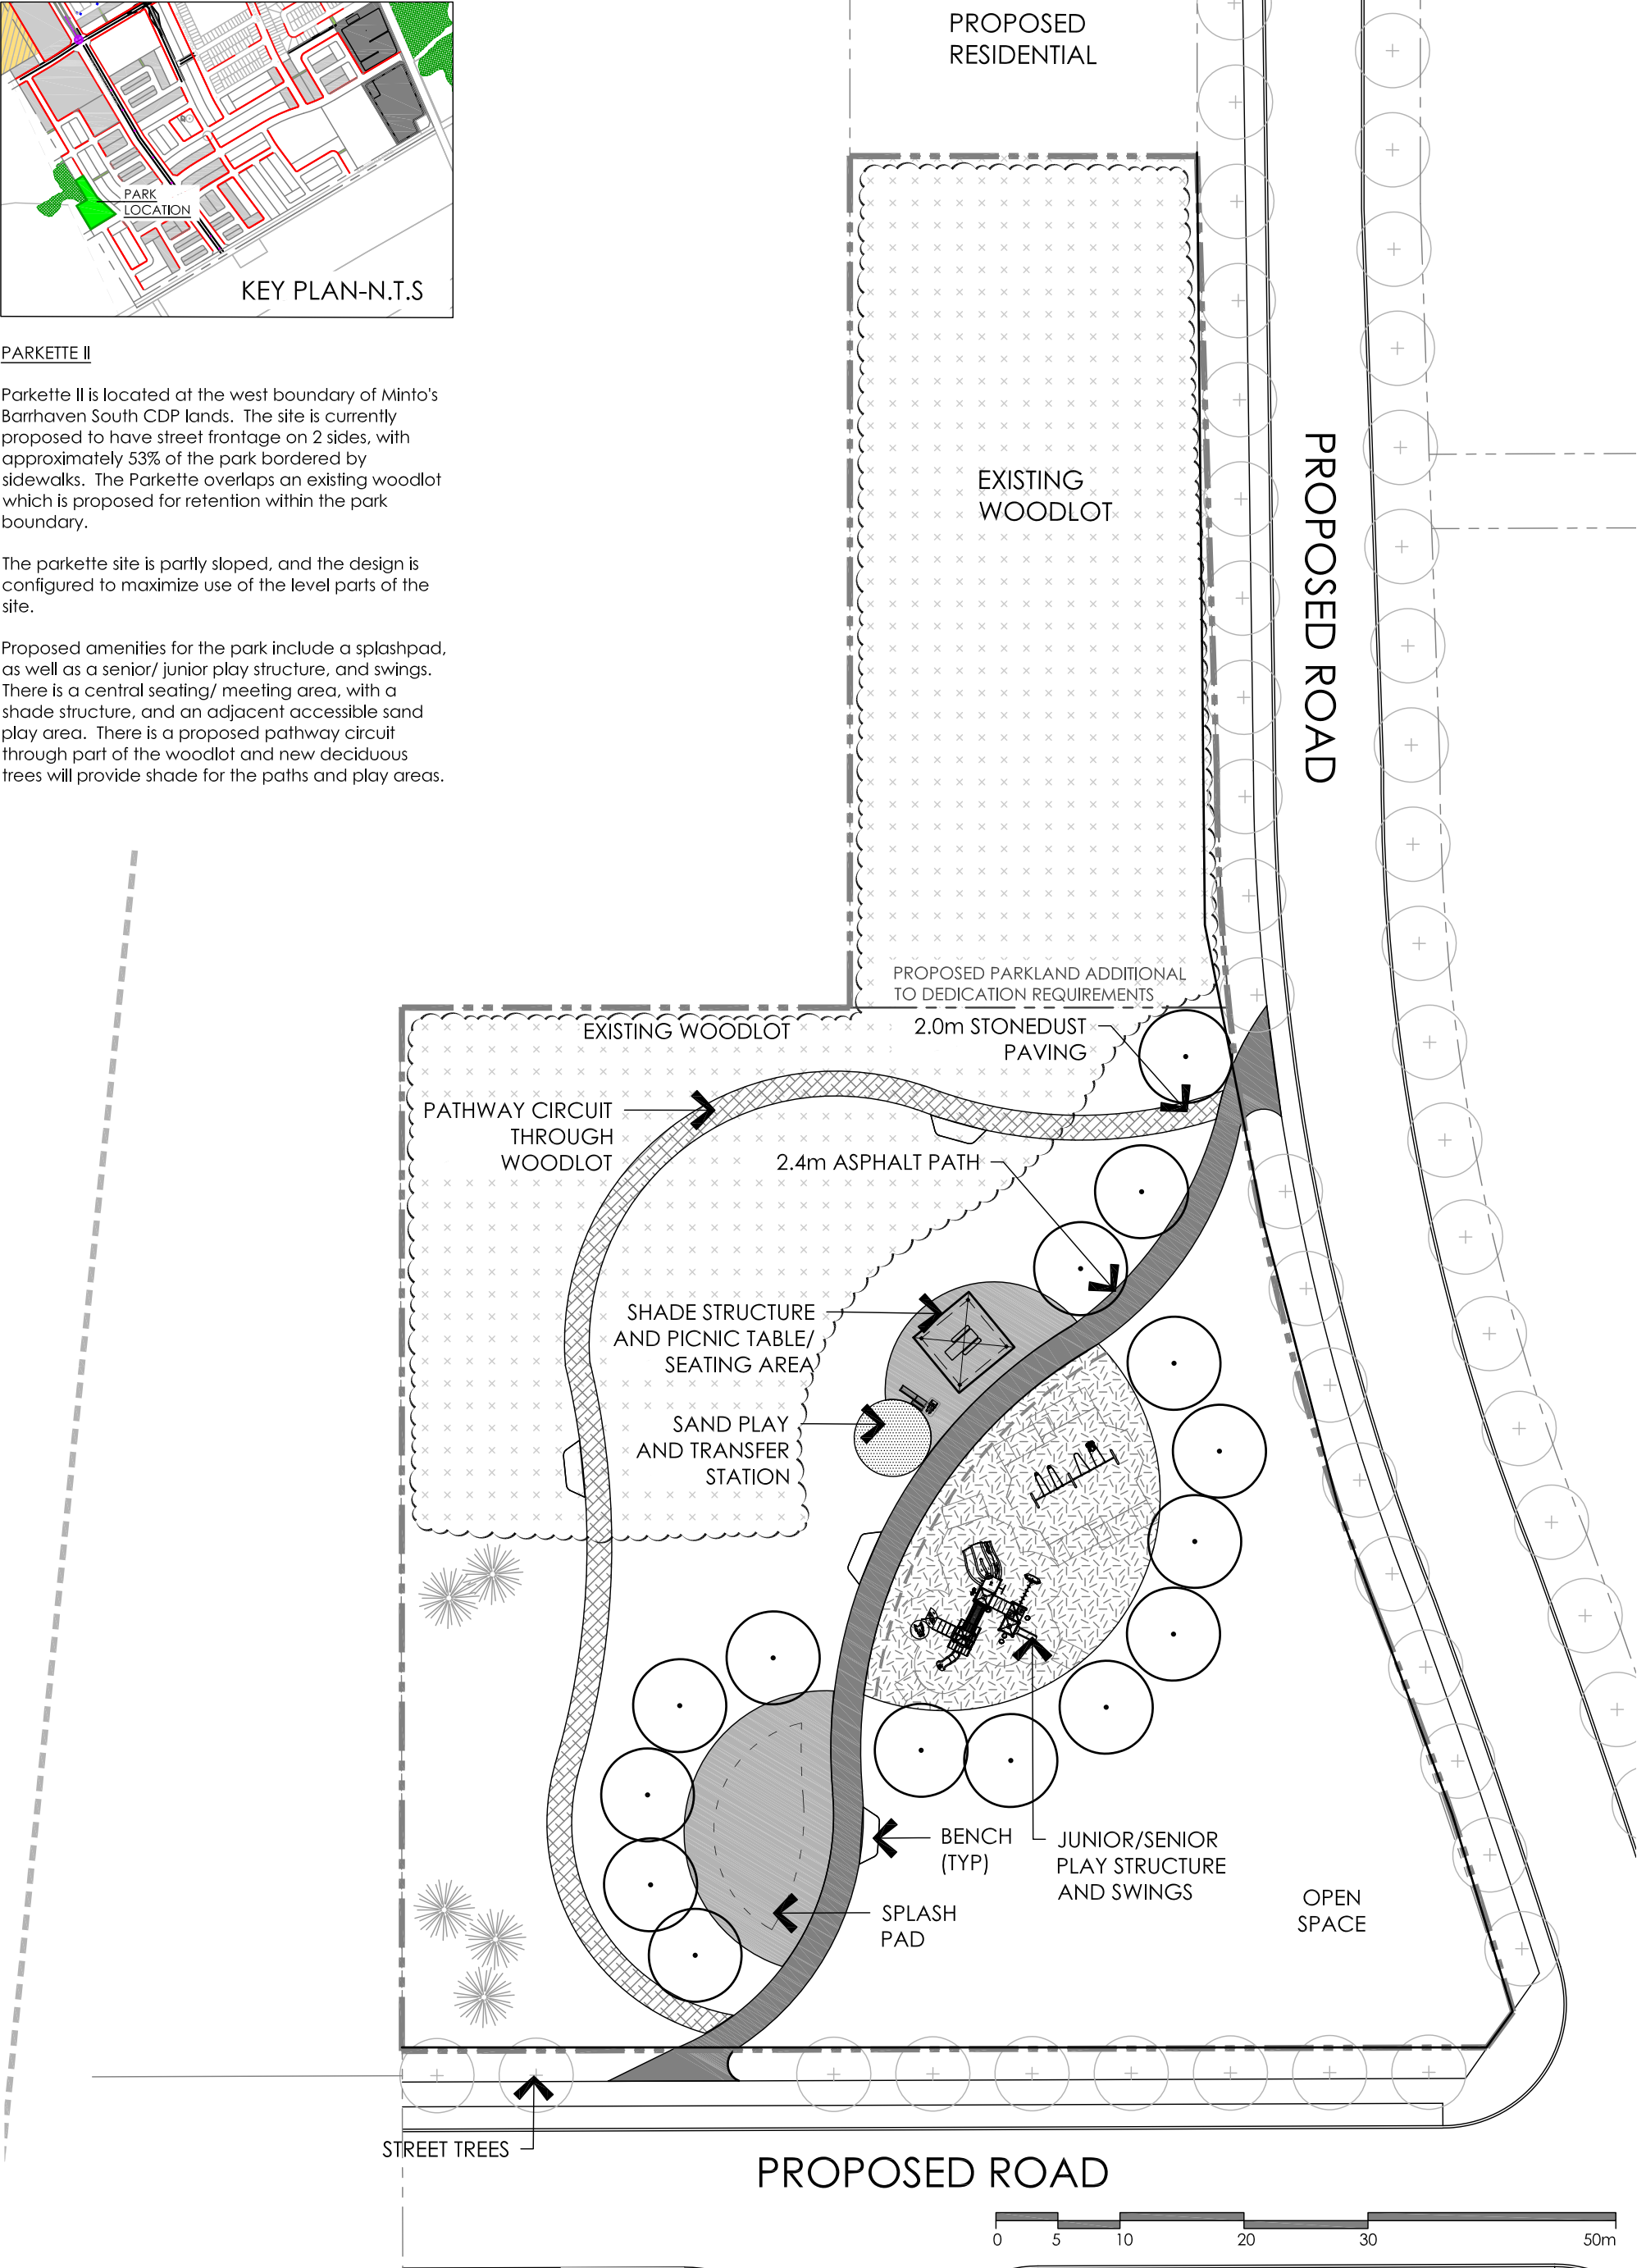 PARK
LOCATION
KEY PLAN-N.T.S
PARKETTE II
Parkette II is located at the west boundary of Minto's
Barrhaven South CDP lands.  The site is currently
proposed to have street frontage on 2 sides, with
approximately 53% of the park bordered by
sidewalks.  The Parkette overlaps an existing woodlot
which is proposed for retention within the park
boundary.
The parkette site is partly sloped, and the design is
configured to maximize use of the level parts of the
site.
Proposed amenities for the park include a splashpad,
as well as a senior/ junior play structure, and swings.
There is a central seating/ meeting area, with a
shade structure, and an adjacent accessible sand
play area.  There is a proposed pathway circuit
through part of the woodlot and new deciduous
trees will provide shade for the paths and play areas.
PROPOSED
RESIDENTIAL
EXISTING
WOODLOT
PROPOSED ROAD
PROPOSED PARKLAND ADDITIONAL
TO DEDICATION REQUIREMENTS
EXISTING WOODLOT
2.0m STONEDUST
PAVING
PATHWAY CIRCUIT
THROUGH
WOODLOT
2.4m ASPHALT PATH
SHADE STRUCTURE
AND PICNIC TABLE/
SEATING AREA
SAND PLAY
AND TRANSFER
STATION
BENCH
(TYP)
JUNIOR/SENIOR
PLAY STRUCTURE
AND SWINGS
SPLASH
PAD
OPEN
SPACE
STREET TREES
PROPOSED ROAD
0 5 10 20 30 50m